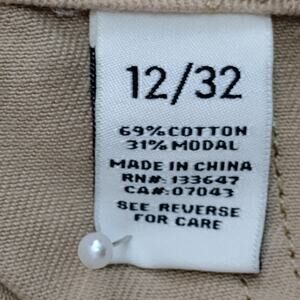 12/32
69% COTTON
31% MODAL
MADE IN CHINA
RN#: 133647
CA#: 07043
SEE REVERSE
FOR CARE